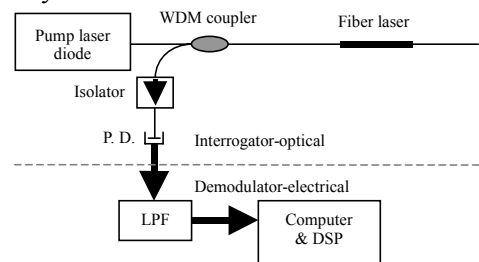 WDM coupler
Fiber laser
Pump laser
diode
Isolator
P. D.
Interrogator-optical
Demodulator-electrical
LPF
Computer
& DSP